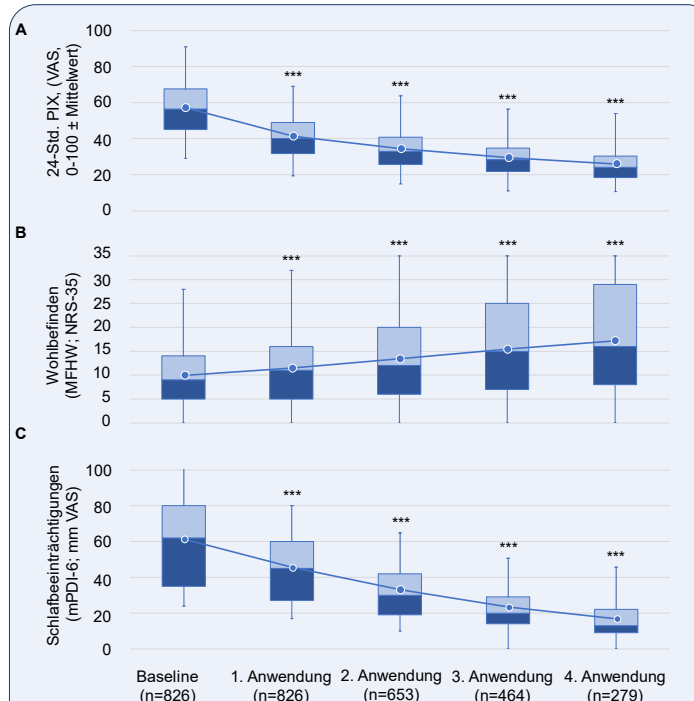 A
24-Std. PIX, (VAS,
0-100 ± Mittelwert)
100
80
60
40
20
0
***
***
***
***
B
Wohlbefinden
(MFHW; NRS-35)
35
30
25
20
15
10
5
0
***
***
***
***
C
Schlafbeeinträchtigungen
(mPDI-6; mm VAS)
100
80
60
40
20
0
***
***
***
***
Baseline
(n=826)
1. Anwendung
(n=826)
2. Anwendung
(n=653)
3. Anwendung
(n=464)
4. Anwendung
(n=279)